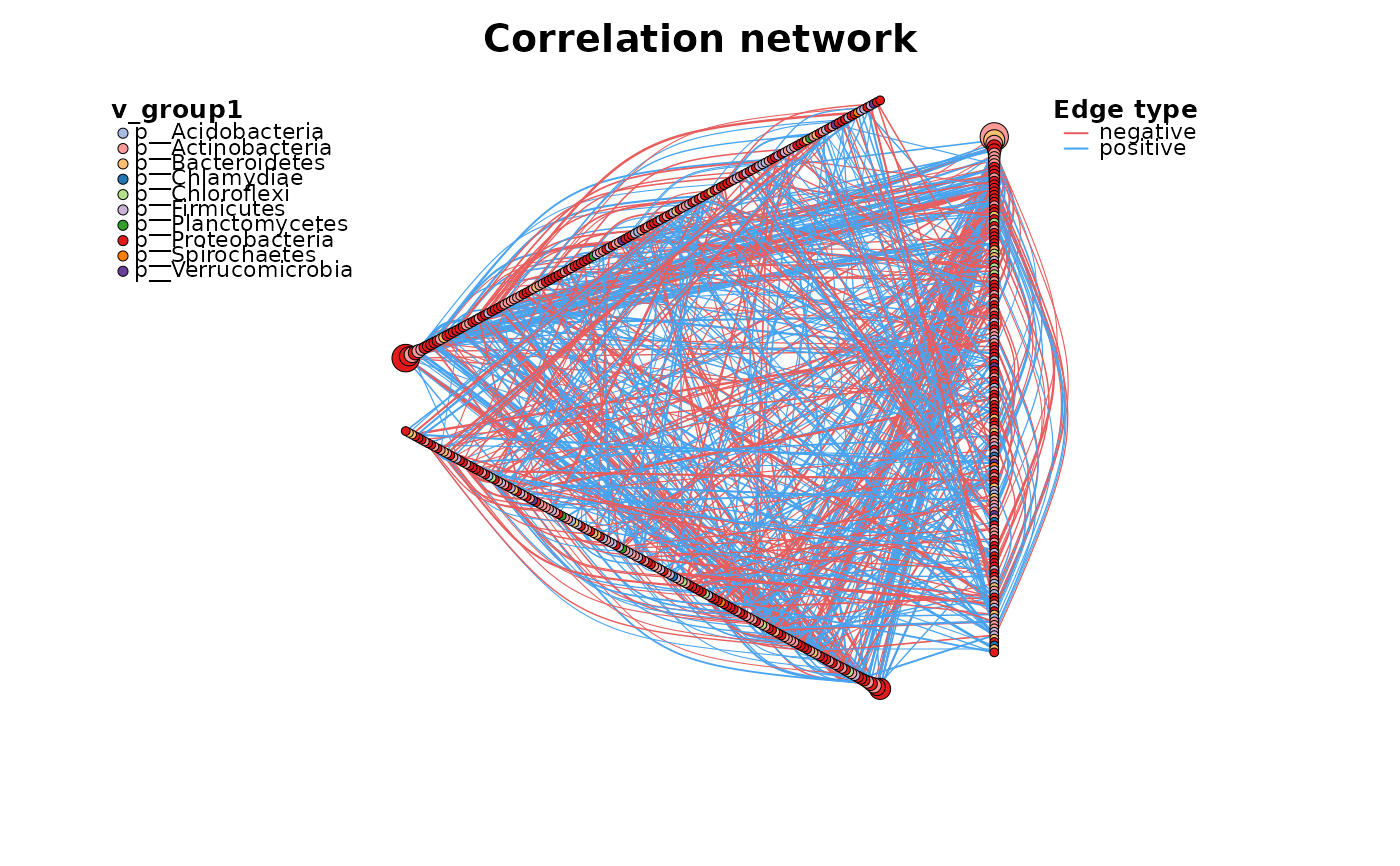 Correlation network
v_group1
p__Acidobacteria
p__Actinobacteria
p__Bacteroidetes
p__Chlamydiae
p__Chloroflexi
p__Firmicutes
p__Planctomycetes
p__Proteobacteria
p__Spirochaetes
p__Verrucomicrobia
Edge type
negative
positive